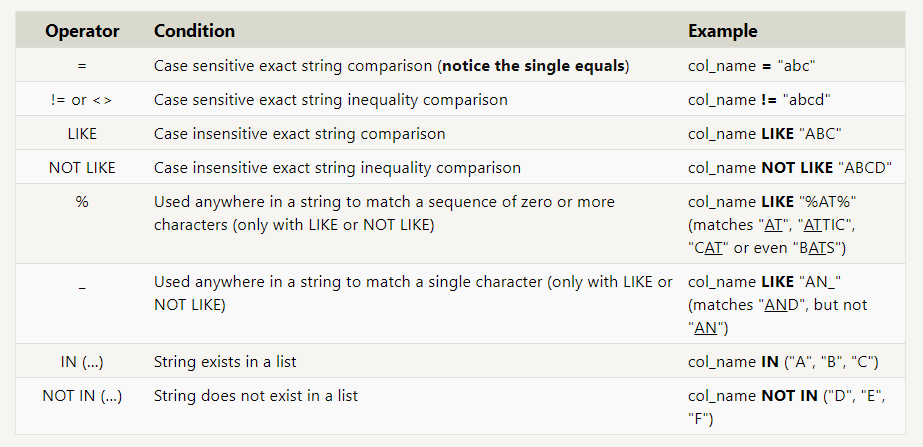 Operator Condition Example
= Case sensitive exact string comparison (notice the single equals) col_name = "abc"
!= or <> Case sensitive exact string inequality comparison col_name != "abcd"
LIKE Case insensitive exact string comparison col_name LIKE "ABC"
NOT LIKE Case insensitive exact string inequality comparison col_name NOT LIKE "ABCD"
% Used anywhere in a string to match a sequence of zero or more col_name LIKE "%AT%"
characters (only with LIKE or NOT LIKE) (matches "AT", "ATTIC",
"CAT" or even "BATS")
_ Used anywhere in a string to match a single character (only with LIKE or col_name LIKE "AN_"
NOT LIKE) (matches "AND", but not
"AN")
IN (...) String exists in a list col_name IN ("A", "B", "C")
NOT IN (...) String does not exist in a list col_name NOT IN ("D", "E",
"F")